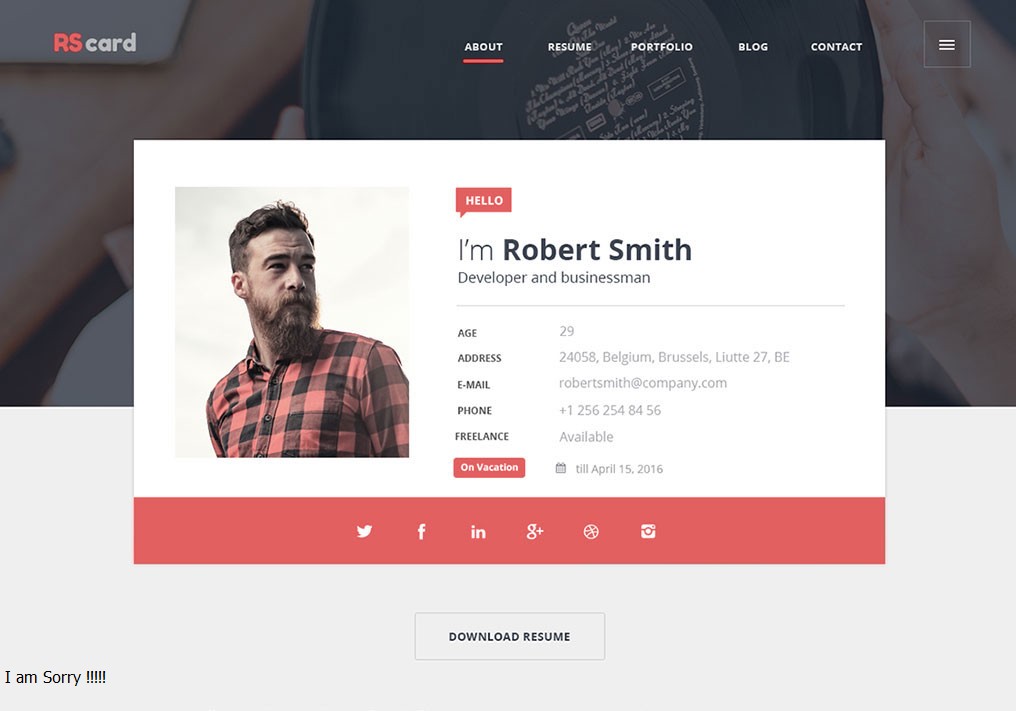 RS card
ABOUT RESUME PORTFOLIO BLOG CONTACT
HELLO
I'm Robert Smith
Developer and businessman
AGE 29
ADDRESS 24058, Belgium, Brussels, Liutte 27, BE
E-MAIL robertsmith@company.com
PHONE +1 256 254 84 56
FREELANCE Available
On Vacation till April 15, 2016
DOWNLOAD RESUME
I am Sorry !!!!!